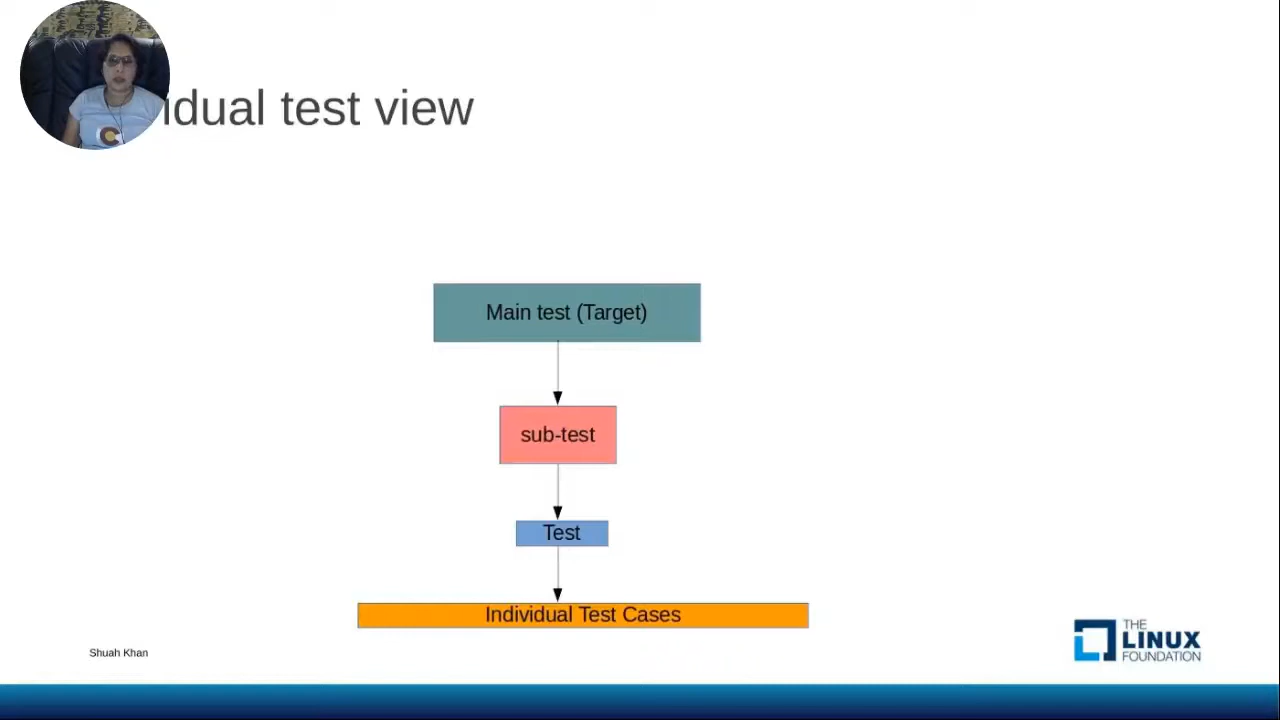 idual test view
Main test (Target)
sub-test
Test
Individual Test Cases
Shuah Khan
THE
LINUX
FOUNDATION